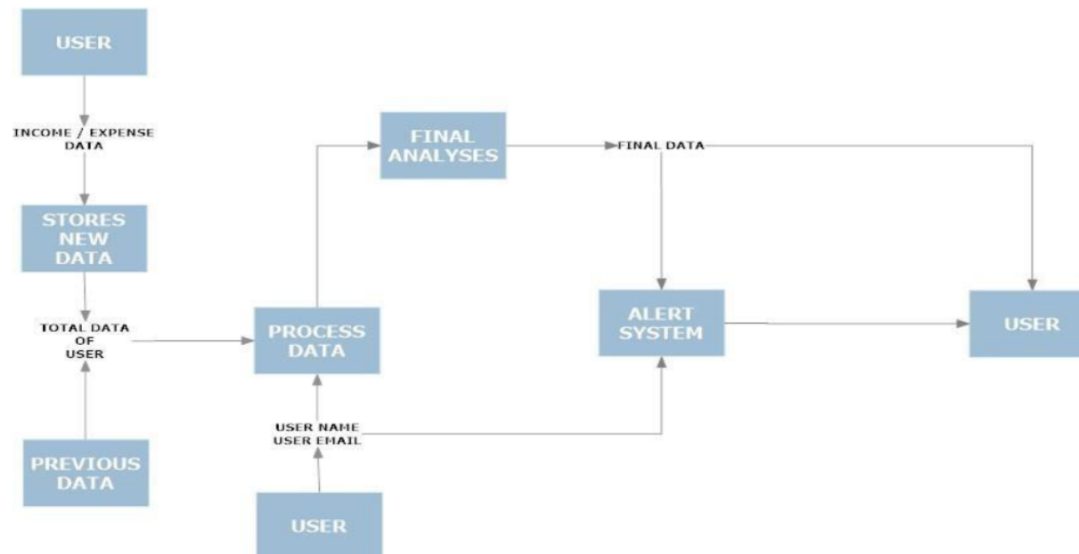 USER
INCOME / EXPENSE
DATA
STORES
NEW
DATA
TOTAL DATA
OF
USER
PREVIOUS
DATA
PROCESS
DATA
USER NAME
USER EMAIL
USER
FINAL
ANALYSES
FINAL DATA
ALERT
SYSTEM
USER